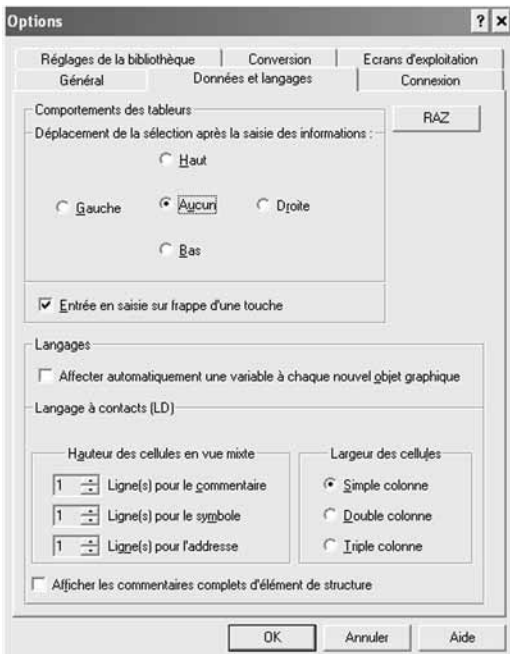 Options
Réglages de la bibliothèque Conversion Ecrans d'exploitation
Général Données et langages Connexion
Comportements des tableurs
RAZ
Déplacement de la sélection après la saisie des informations :
Haut
Gauche Aucun Droite
Bas
Entrée en saisie sur frappe d'une touche
Langages
Affecter automatiquement une variable à chaque nouvel objet graphique
Langage à contacts (LD)
Hauteur des cellules en vue mixte Largeur des cellules
1 Ligne(s) pour le commentaire Simple colonne
1 Ligne(s) pour le symbole Double colonne
1 Ligne(s) pour l'addresse Triple colonne
Afficher les commentaires complets d'élément de structure
OK Annuler Aide